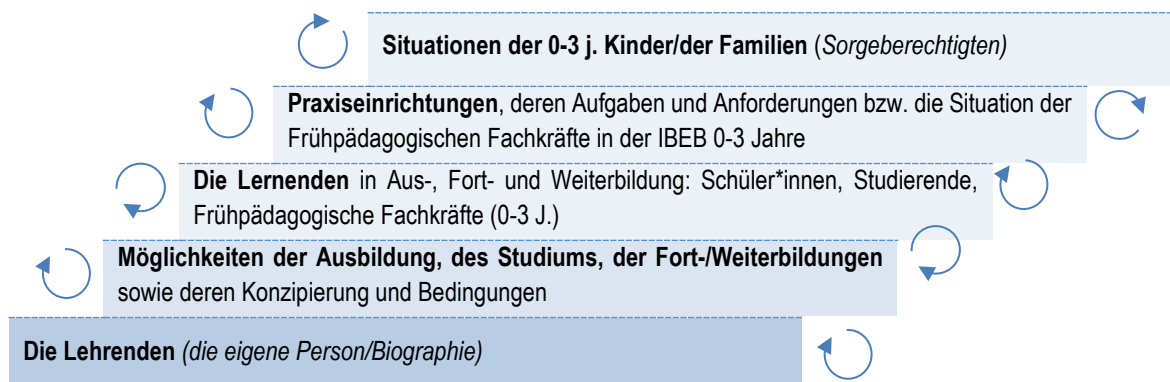 Situationen der 0-3 j. Kinder/der Familien (Sorgeberechtigten)
Praxiseinrichtungen, deren Aufgaben und Anforderungen bzw. die Situation der
Frühpädagogischen Fachkräfte in der IBEB 0-3 Jahre
Die Lernenden in Aus-, Fort- und Weiterbildung: Schüler*innen, Studierende,
Frühpädagogische Fachkräfte (0-3 J.)
Möglichkeiten der Ausbildung, des Studiums, der Fort-/Weiterbildungen
sowie deren Konzipierung und Bedingungen
Die Lehrenden (die eigene Person/Biographie)